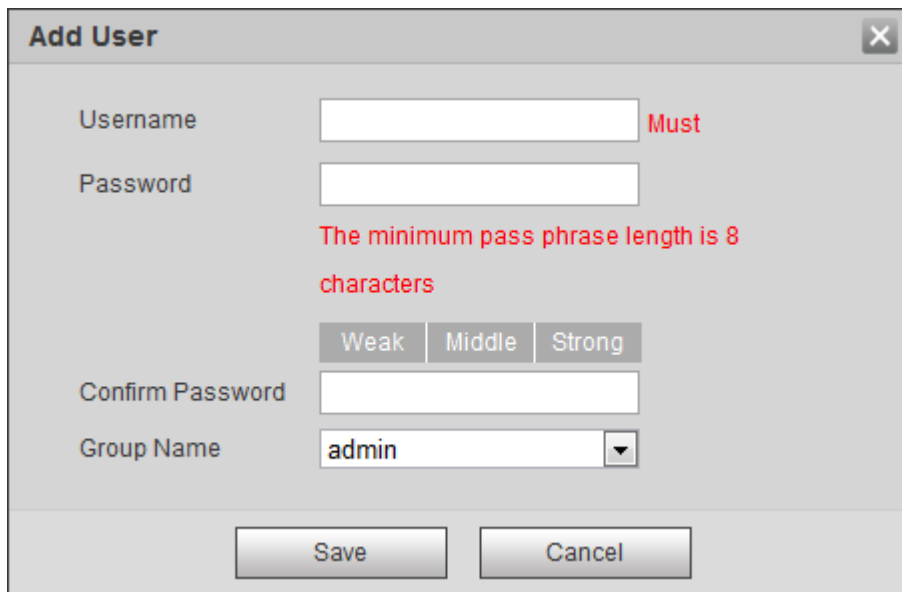 Add User
Username
Must
Password
The minimum pass phrase length is 8
characters
Weak Middle Strong
Confirm Password
Group Name
admin
Save Cancel